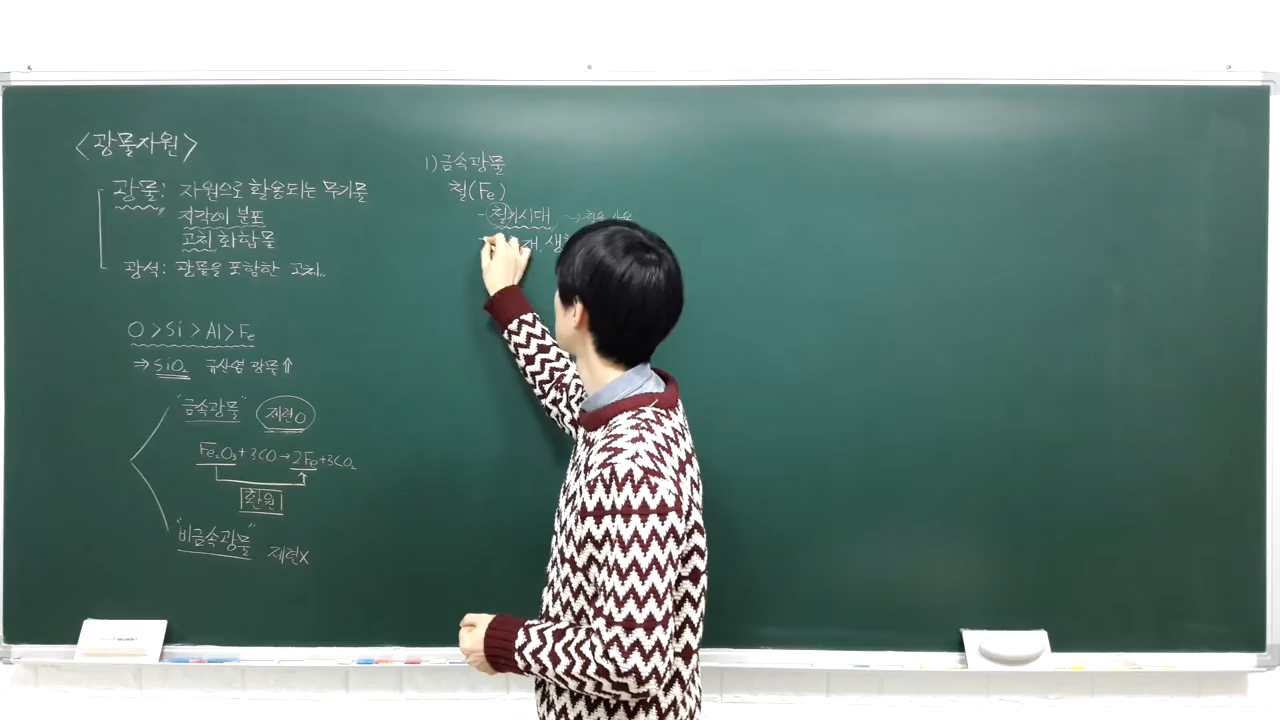 <광물자원>
광물: 자원으로 활용되는 무기물
지각에 분포
고체 화합물
광석: 광물을 포함한 고체..
O > Si > Al > Fe
⇒ SiO₂ 규산염 광물↑
"금속광물" 제련O
Fe₂O₃+3CO→2Fe+3CO₂
환원
"비금속광물" 제련X
1) 금속광물
철(Fe)
- 철기시대
재, 생